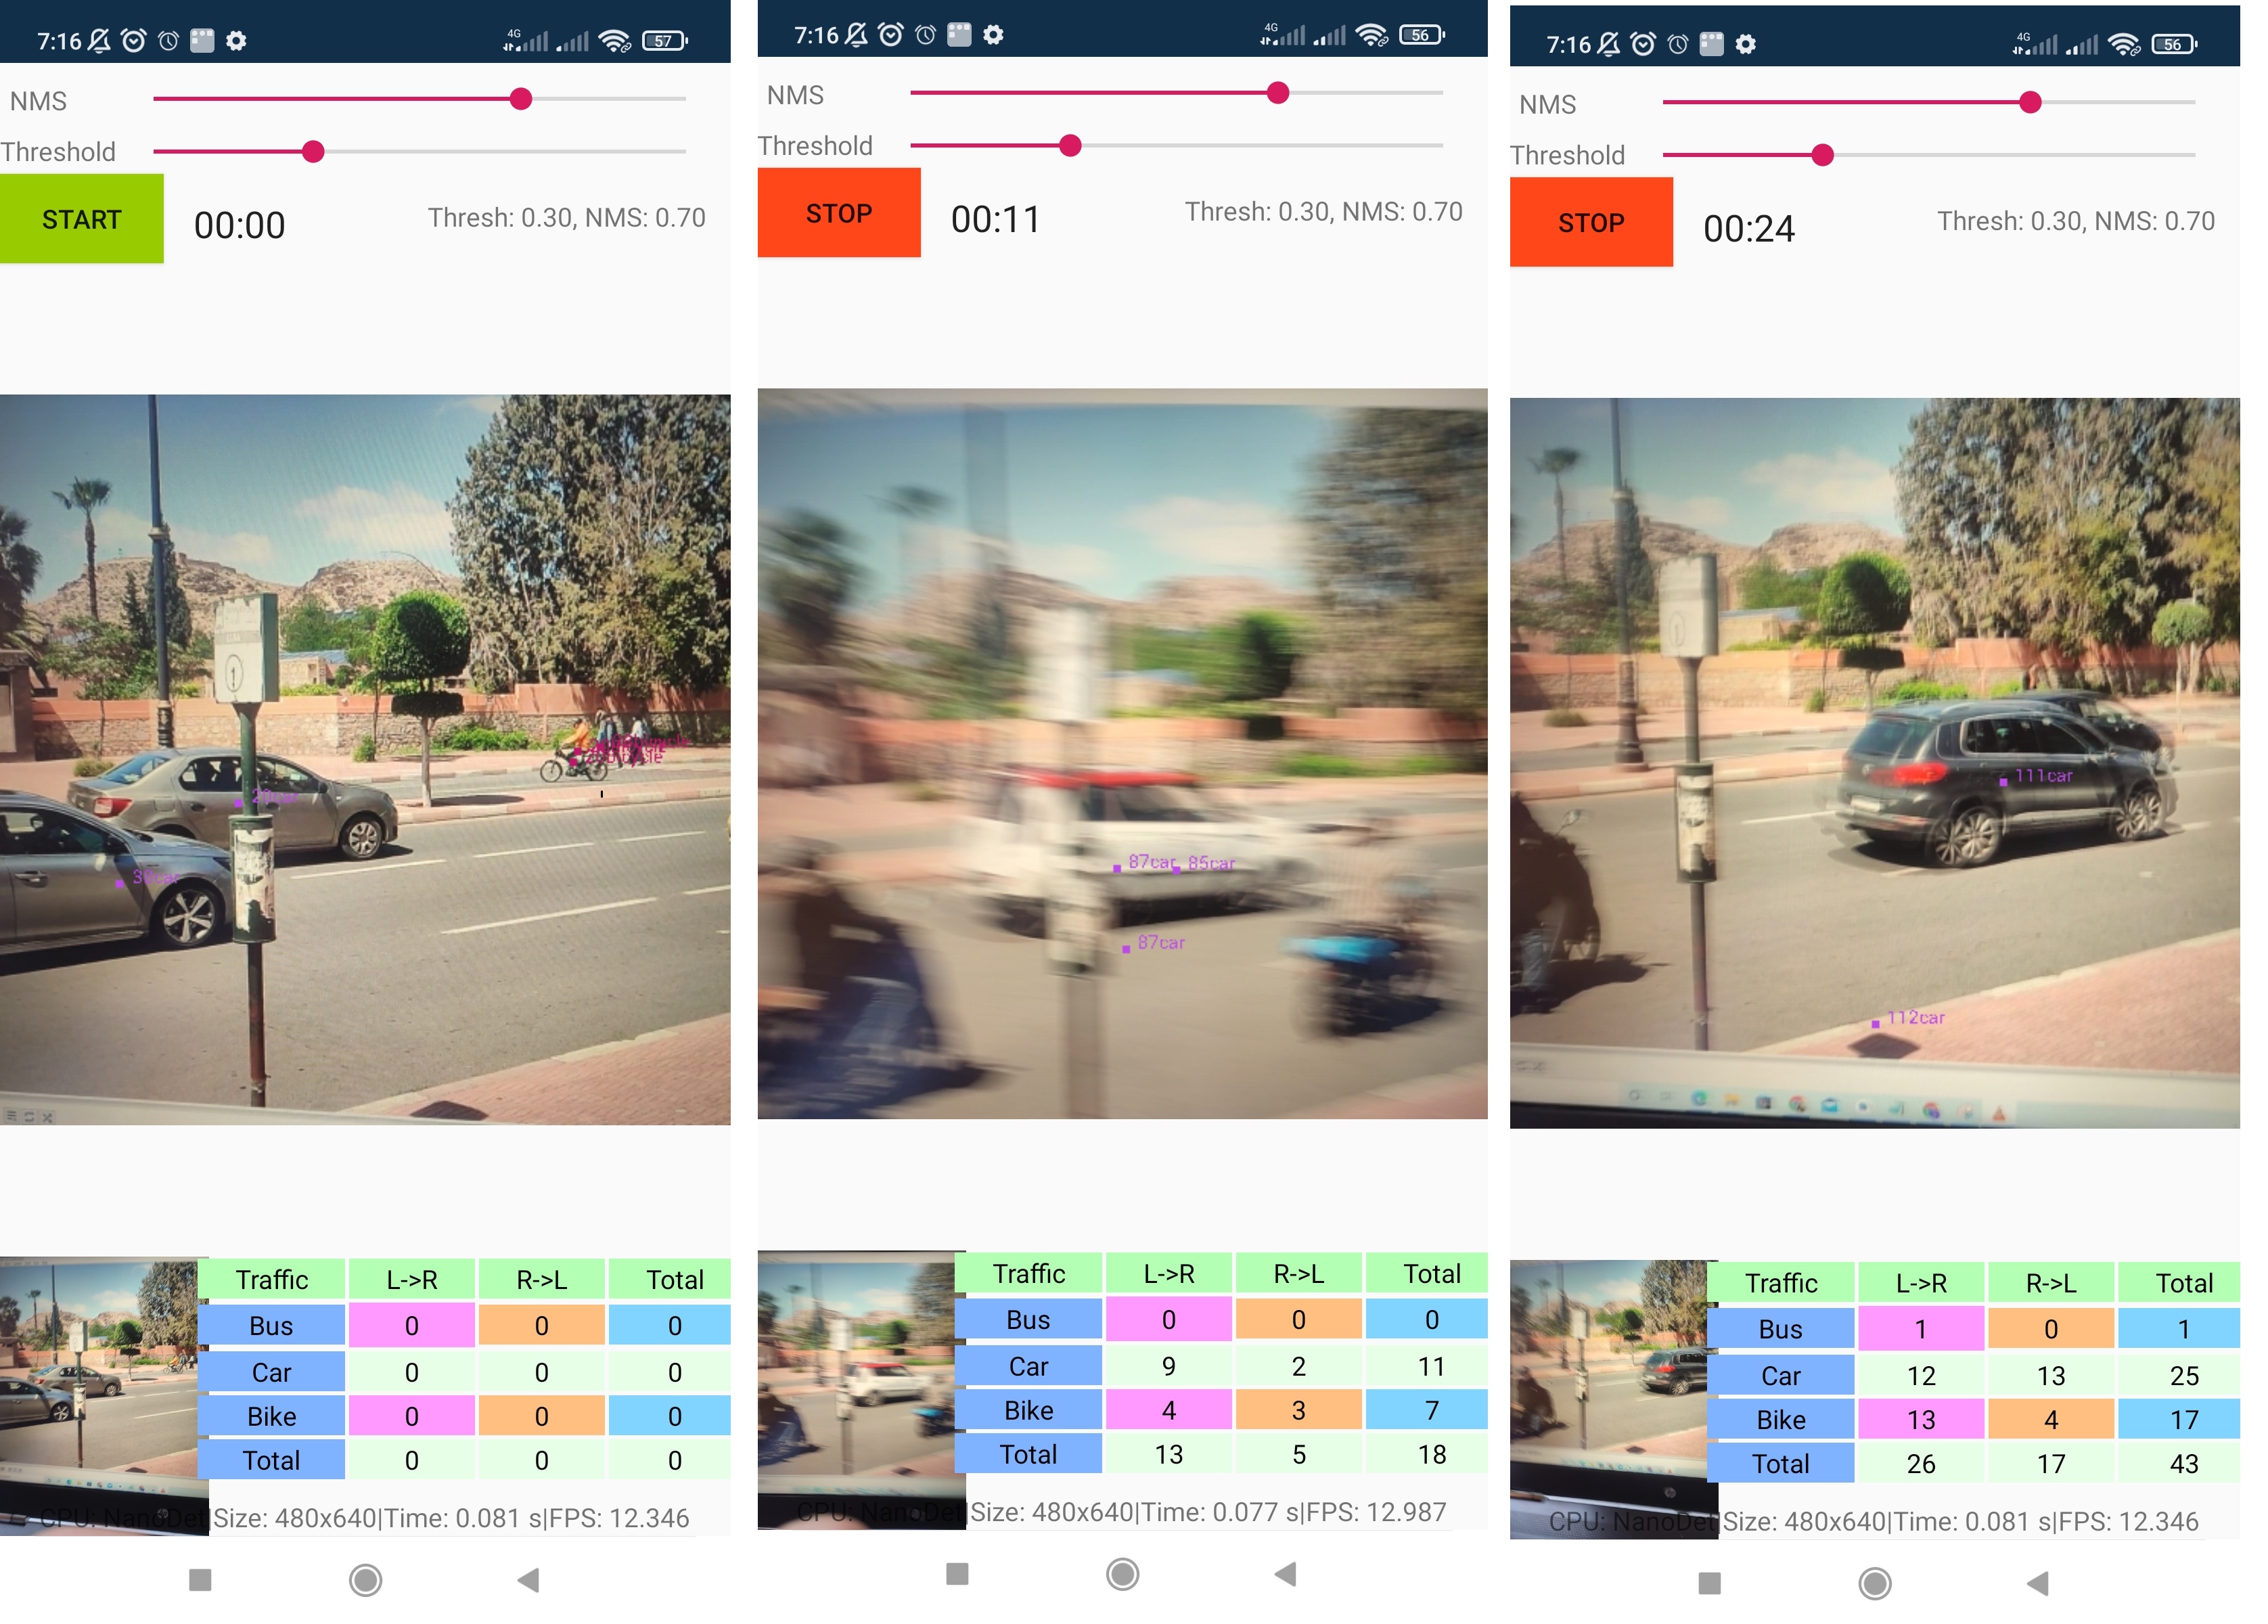 7:16
4G
57
NMS
Threshold
START
00:00
Thresh: 0.30, NMS: 0.70
1
20car
30car
Traffic L->R R->L Total
Bus 0 0 0
Car 0 0 0
Bike 0 0 0
Total 0 0 0
CPU: NanoDet|Size: 480x640|Time: 0.081 s|FPS: 12.346
7:16
4G
56
NMS
Threshold
STOP
00:11
Thresh: 0.30, NMS: 0.70
87car 85car
87car
Traffic L->R R->L Total
Bus 0 0 0
Car 9 2 11
Bike 4 3 7
Total 13 5 18
CPU: NanoDet|Size: 480x640|Time: 0.077 s|FPS: 12.987
7:16
4G
56
NMS
Threshold
STOP
00:24
Thresh: 0.30, NMS: 0.70
111car
112car
Traffic L->R R->L Total
Bus 1 0 1
Car 12 13 25
Bike 13 4 17
Total 26 17 43
CPU: NanoDet|Size: 480x640|Time: 0.081 s|FPS: 12.346